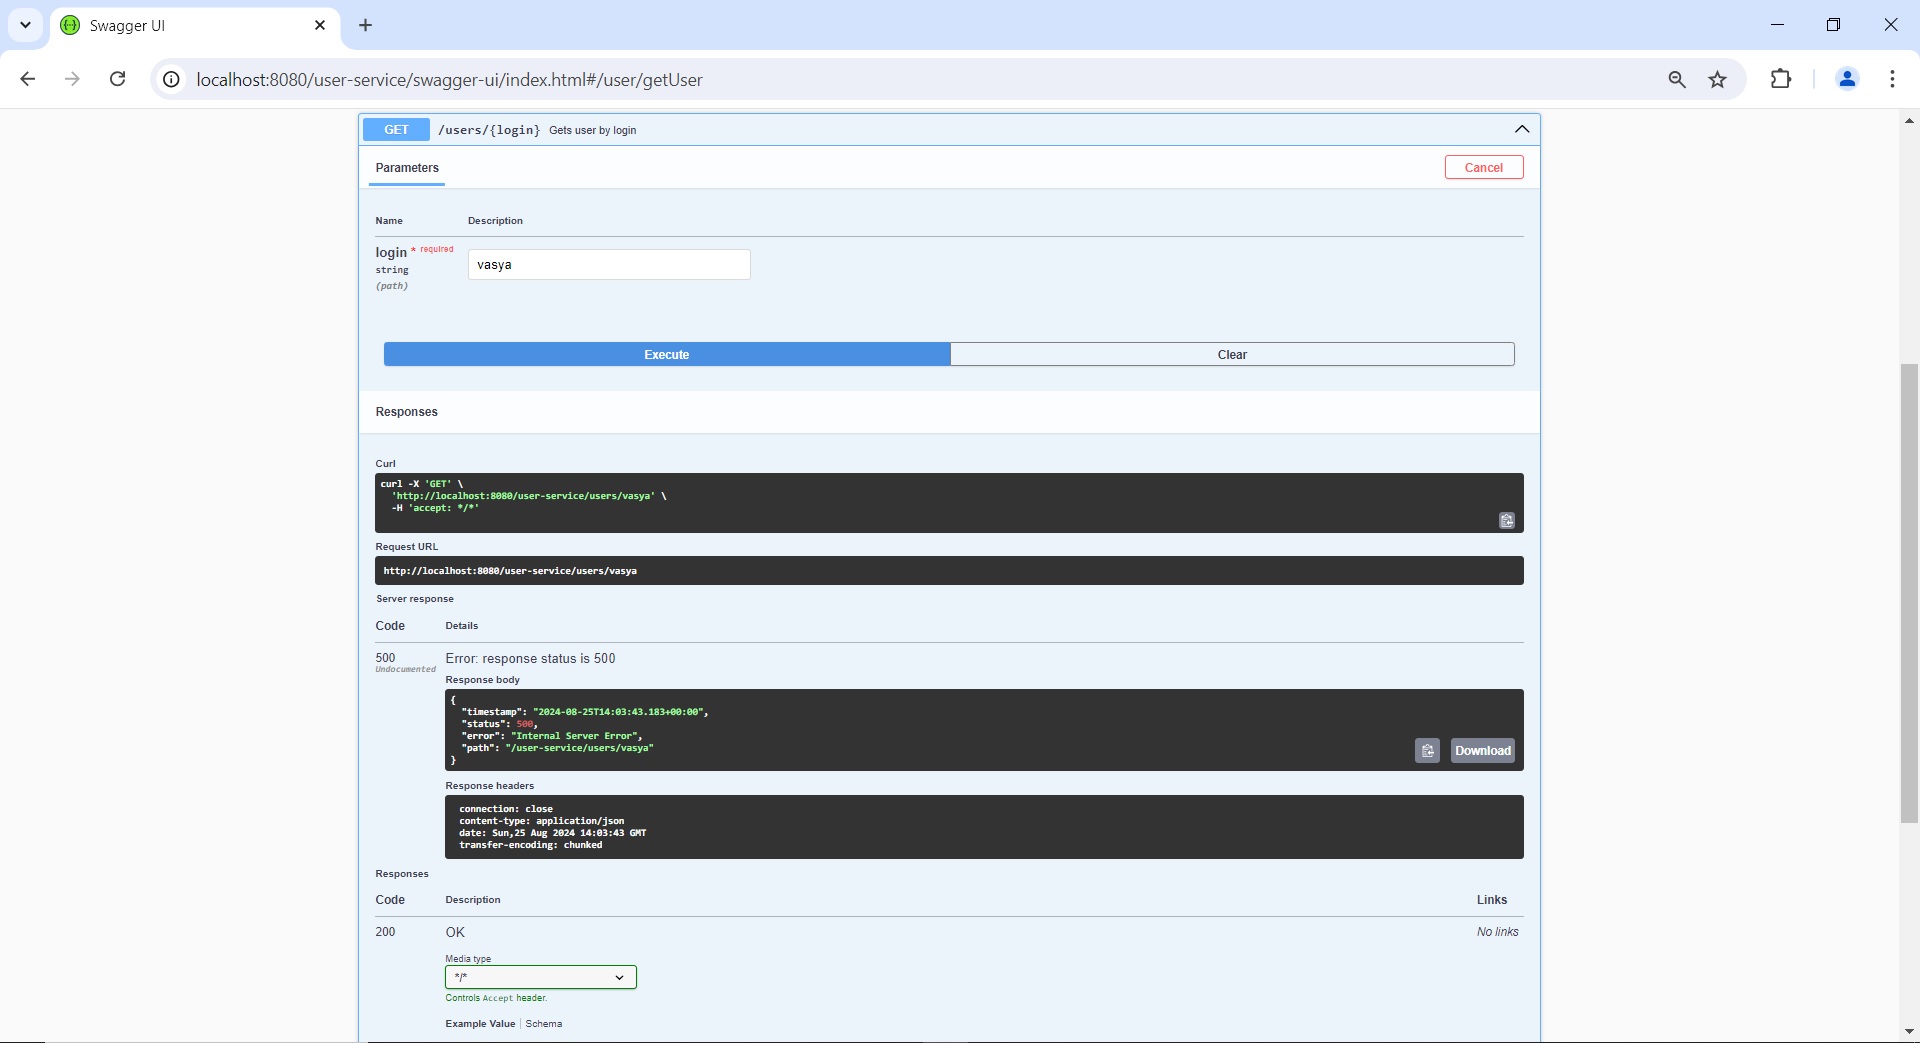 Swagger UI
localhost:8080/user-service/swagger-ui/index.html#/user/getUser
GET /users/{login} Gets user by login
Parameters Cancel
Name Description
login * required
string
(path)
vasya
Execute Clear
Responses
Curl
curl -X 'GET' \
'http://localhost:8080/user-service/users/vasya' \
-H 'accept: */*'
Request URL
http://localhost:8080/user-service/users/vasya
Server response
Code Details
500 Error: response status is 500
Undocumented
Response body
{
"timestamp": "2024-08-25T14:03:43.183+00:00",
"status": 500,
"error": "Internal Server Error",
"path": "/user-service/users/vasya"
}
Download
Response headers
connection: close
content-type: application/json
date: Sun,25 Aug 2024 14:03:43 GMT
transfer-encoding: chunked
Responses
Code Description Links
200 OK No links
Media type
*/*
Controls Accept header.
Example Value Schema